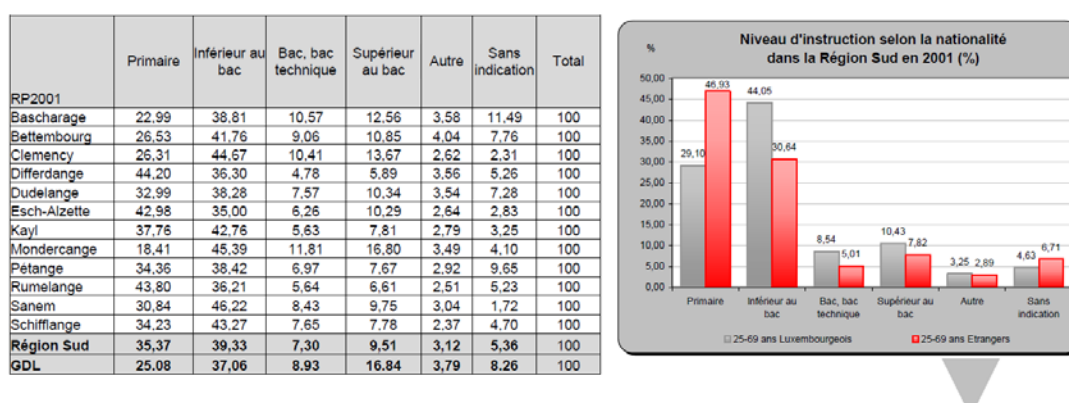 Primaire Inférieur au bac Bac, bac technique Supérieur au bac Autre Sans indication Total
RP2001
Bascharage 22,99 38,81 10,57 12,56 3,58 11,49 100
Bettembourg 26,53 41,76 9,06 10,85 4,04 7,76 100
Clemency 26,31 44,67 10,41 13,67 2,62 2,31 100
Differdange 44,20 36,30 4,78 5,89 3,56 5,26 100
Dudelange 32,99 38,28 7,57 10,34 3,54 7,28 100
Esch-Alzette 42,98 35,00 6,26 10,29 2,64 2,83 100
Kayl 37,76 42,76 5,63 7,81 2,79 3,25 100
Mondercange 18,41 45,39 11,81 16,80 3,49 4,10 100
Pétange 34,36 38,42 6,97 7,67 2,92 9,65 100
Rumelange 43,80 36,21 5,64 6,61 2,51 5,23 100
Sanem 30,84 46,22 8,43 9,75 3,04 1,72 100
Schifflange 34,23 43,27 7,65 7,78 2,37 4,70 100
Région Sud 35,37 39,33 7,30 9,51 3,12 5,36 100
GDL 25.08 37,06 8.93 16.84 3,79 8.26 100
Niveau d'instruction selon la nationalité
dans la Région Sud en 2001 (%)
%
50,00
45,00
40,00
35,00
30,00
25,00
20,00
15,00
10,00
5,00
0,00
29,10 46,93 44,05 30,64 8,54 5,01 10,43 7,82 3,25 2,89 4,63 6,71
Primaire Inférieur au bac Bac, bac technique Supérieur au bac Autre Sans indication
25-69 ans Luxembourgeois 25-69 ans Etrangers